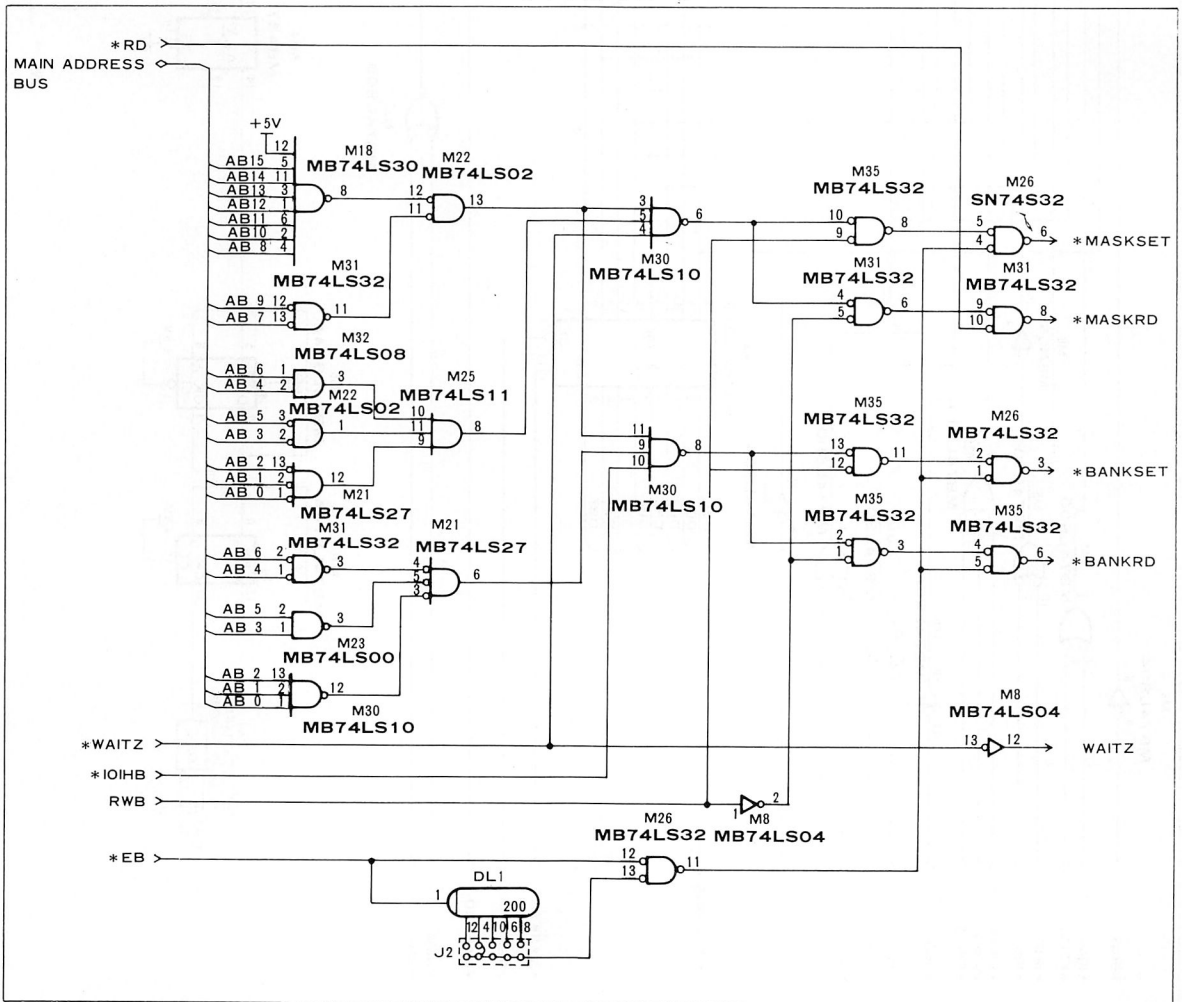 *RD
MAIN ADDRESS
BUS
+5V
12
AB15 5
AB14 11
AB13 3
AB12 1
AB11 6
AB10 2
AB 8 4
M18
MB74LS30
8
M22
MB74LS02
12
11
13
M31
MB74LS32
AB 9 12
AB 7 13
11
M32
MB74LS08
AB 6 1
AB 4 2
3
M22
MB74LS02
AB 5 3
AB 3 2
1
AB 2 13
AB 1 2
AB 0 1
12
M21
MB74LS27
M25
MB74LS11
10
11
9
8
M31
MB74LS32
AB 6 2
AB 4 1
3
M21
MB74LS27
4
5
3
6
AB 5 2
AB 3 1
3
M23
MB74LS00
AB 2 13
AB 1 2
AB 0 1
12
M30
MB74LS10
3
5
4
6
M30
MB74LS10
11
9
10
8
M30
MB74LS10
M35
MB74LS32
10
9
8
M26
SN74S32
5
4
6
*MASKSET
M31
MB74LS32
4
5
6
M31
MB74LS32
9
10
8
*MASKRD
M35
MB74LS32
13
12
11
M26
MB74LS32
2
1
3
*BANKSET
M35
MB74LS32
2
1
3
M35
MB74LS32
4
5
6
*BANKRD
*WAITZ
M8
MB74LS04
13 12
WAITZ
*IOIHB
RWB
1 2
M8
MB74LS04
*EB
M26
MB74LS32
12
13
11
DL1
1
200
12 4 10 6 8
J2